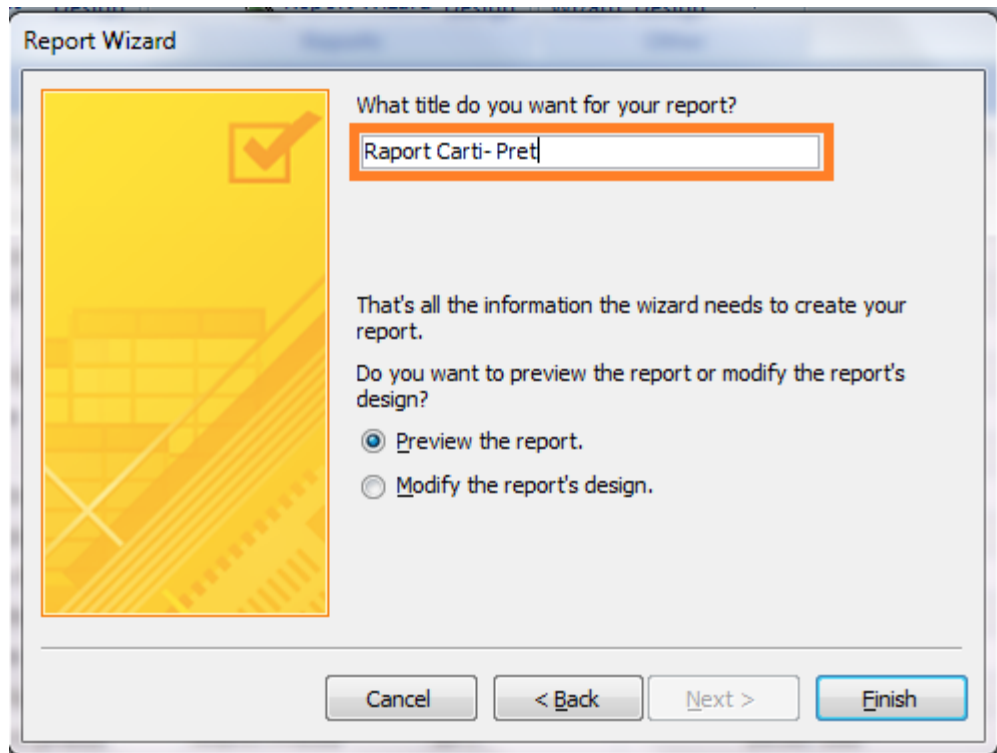 Report Wizard
What title do you want for your report?
Raport Carti- Pret
That's all the information the wizard needs to create your
report.
Do you want to preview the report or modify the report's
design?
Preview the report.
Modify the report's design.
Cancel
< Back
Next >
Finish